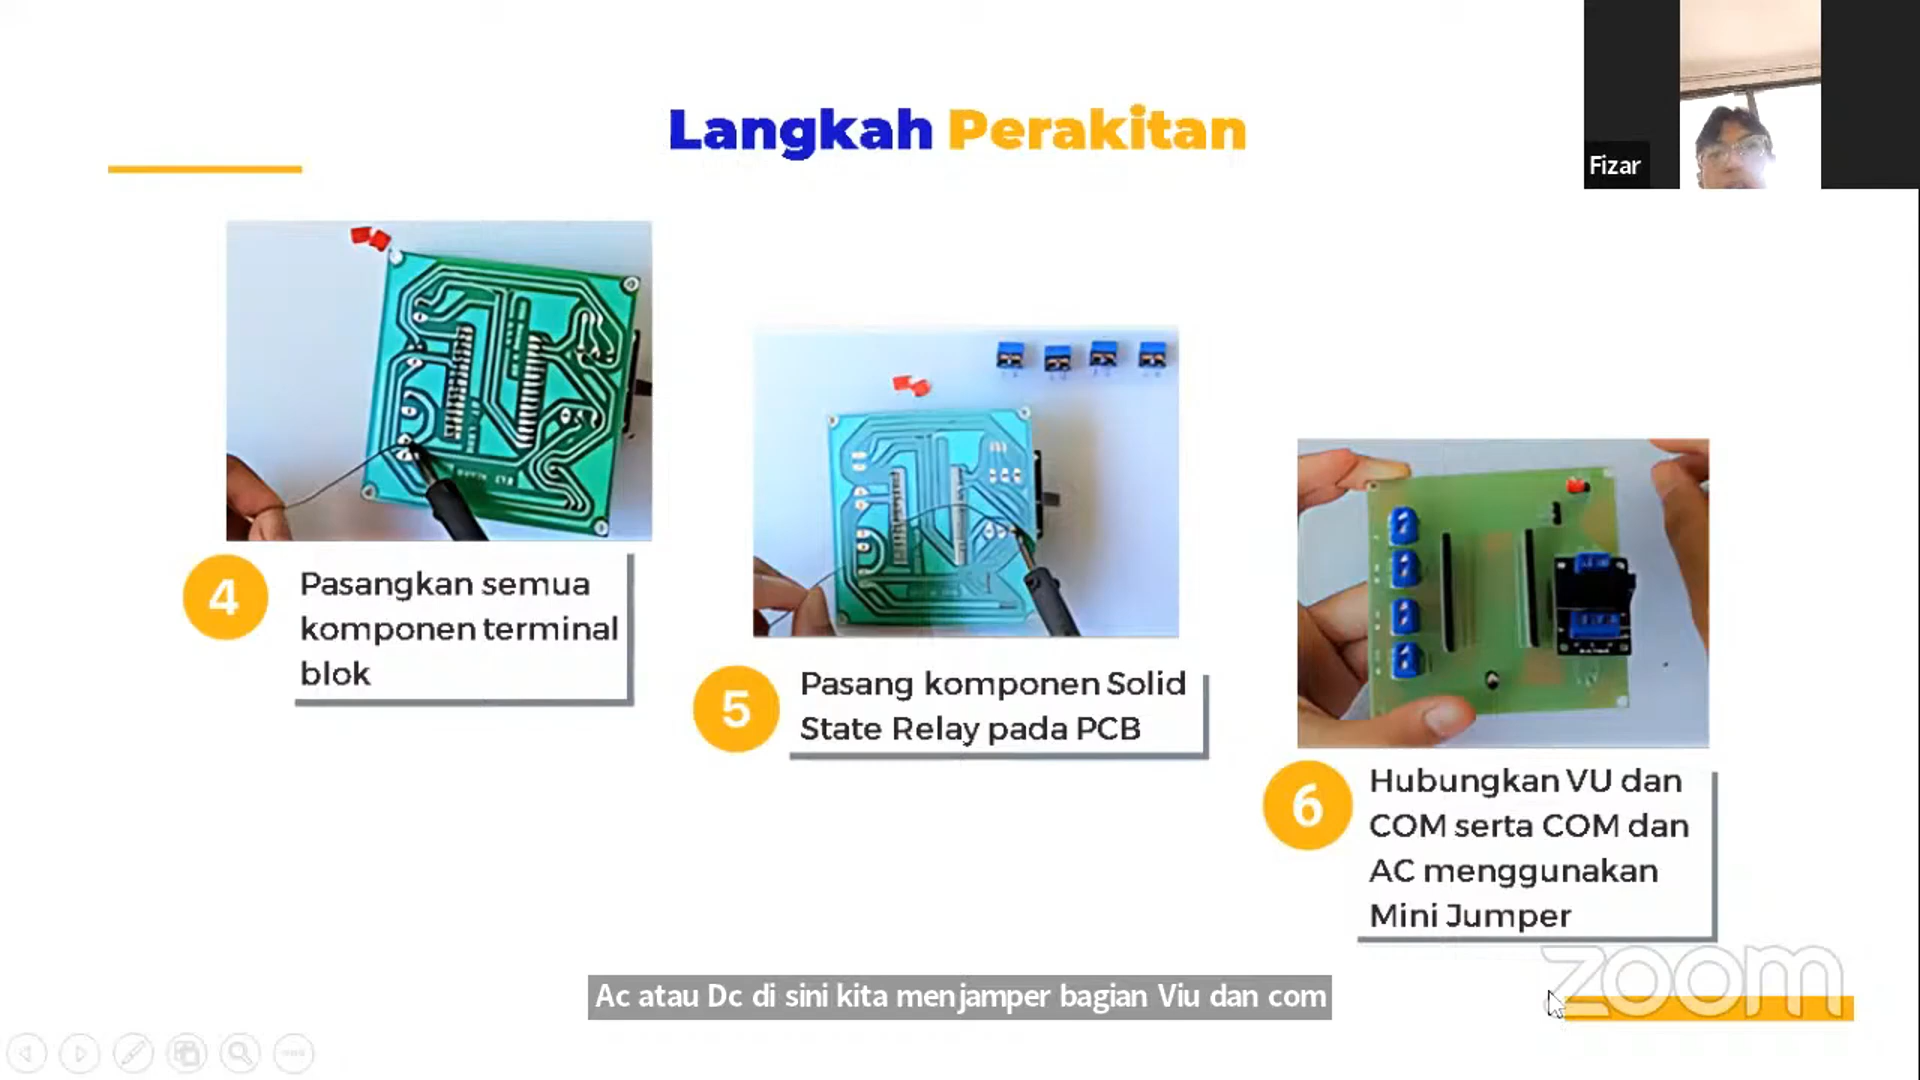 Langkah Perakitan
Fizar
4
Pasangkan semua
komponen terminal
blok
5
Pasang komponen Solid
State Relay pada PCB
6
Hubungkan VU dan
COM serta COM dan
AC menggunakan
Mini Jumper
zoom
Ac atau Dc di sini kita menjamper bagian Viu dan com